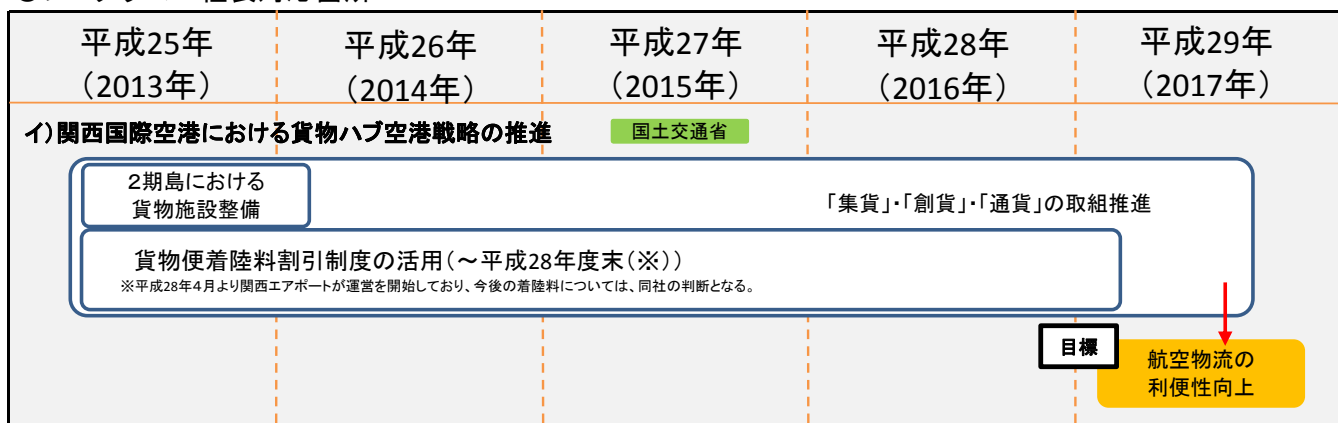 平成25年
（2013年）
平成26年
（2014年）
平成27年
（2015年）
平成28年
（2016年）
平成29年
（2017年）
イ)関西国際空港における貨物ハブ空港戦略の推進
国土交通省
２期島における
貨物施設整備
「集貨」・「創貨」・「通貨」の取組推進
貨物便着陸料割引制度の活用（～平成28年度末（※））
※平成28年４月より関西エアポートが運営を開始しており、今後の着陸料については、同社の判断となる。
目標
航空物流の
利便性向上